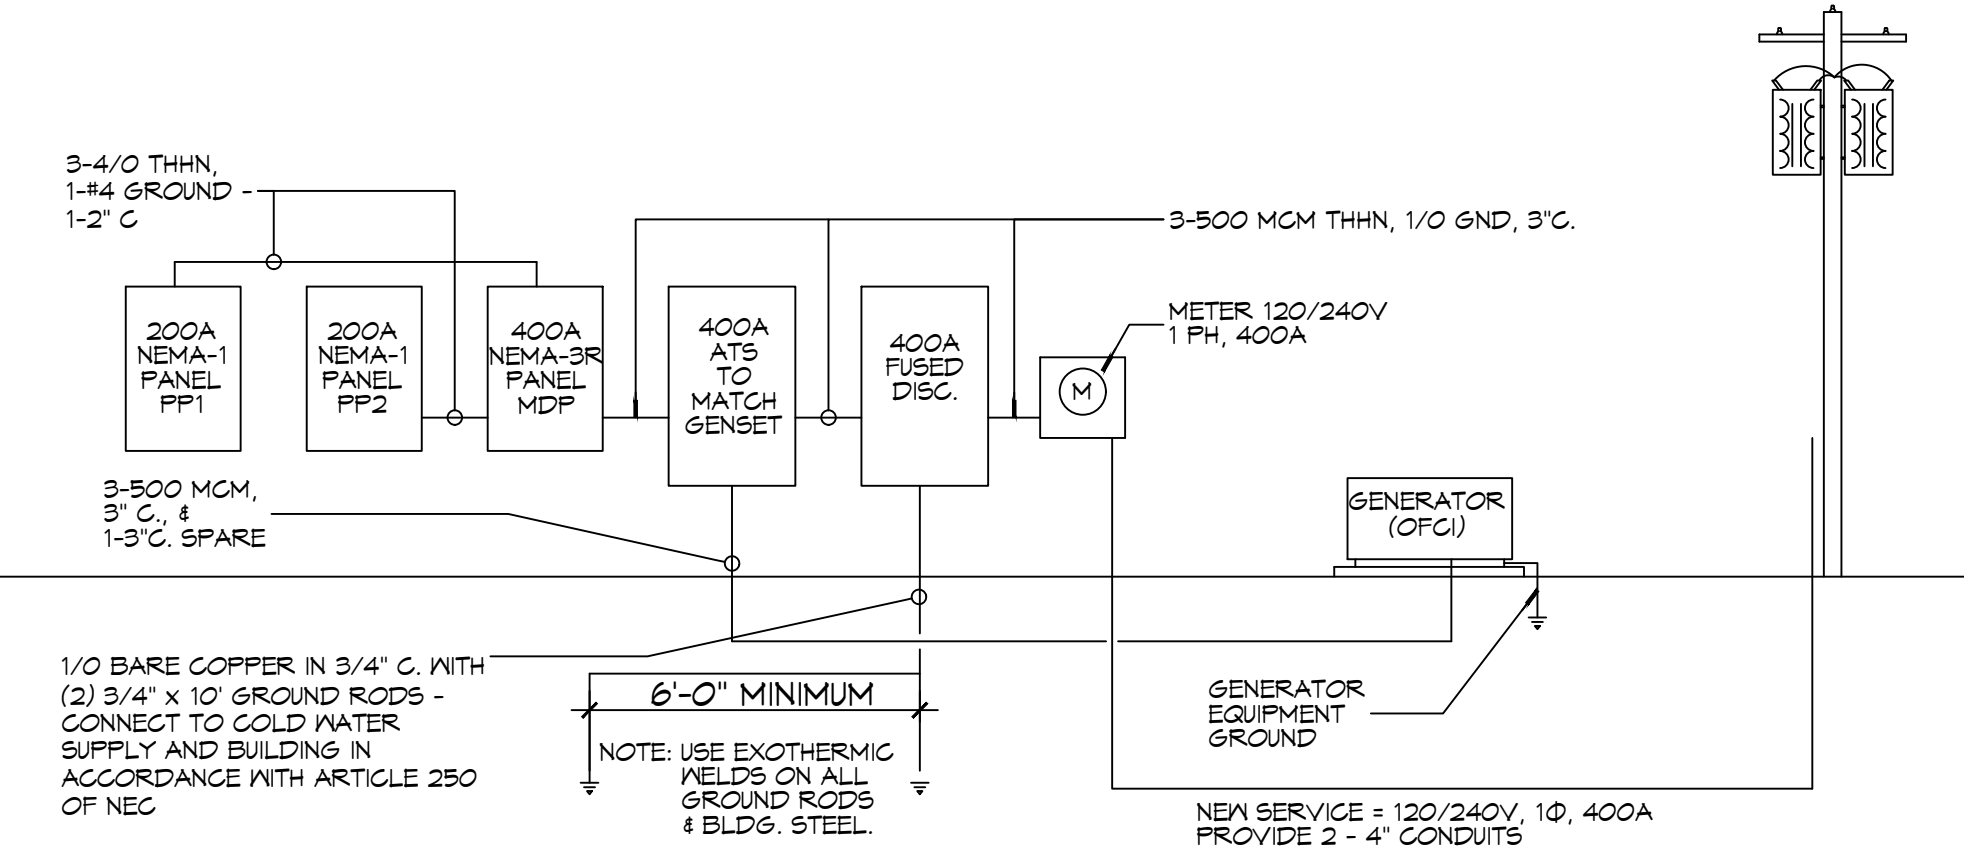 3-4/0 THHN,
1-#4 GROUND -
1-2" C
3-500 MCM THHN, 1/0 GND, 3"C.
METER 120/240V
1 PH, 400A
200A
NEMA-1
PANEL
PP1
200A
NEMA-1
PANEL
PP2
400A
NEMA-3R
PANEL
MDP
400A
ATS
TO
MATCH
GENSET
400A
FUSED
DISC.
M
3-500 MCM,
3" C., &
1-3"C. SPARE
GENERATOR
(OFCI)
1/0 BARE COPPER IN 3/4" C. WITH
(2) 3/4" x 10' GROUND RODS -
CONNECT TO COLD WATER
SUPPLY AND BUILDING IN
ACCORDANCE WITH ARTICLE 250
OF NEC
6'-0" MINIMUM
NOTE: USE EXOTHERMIC
WELDS ON ALL
GROUND RODS
& BLDG. STEEL.
GENERATOR
EQUIPMENT
GROUND
NEW SERVICE = 120/240V, 1Φ, 400A
PROVIDE 2 - 4" CONDUITS